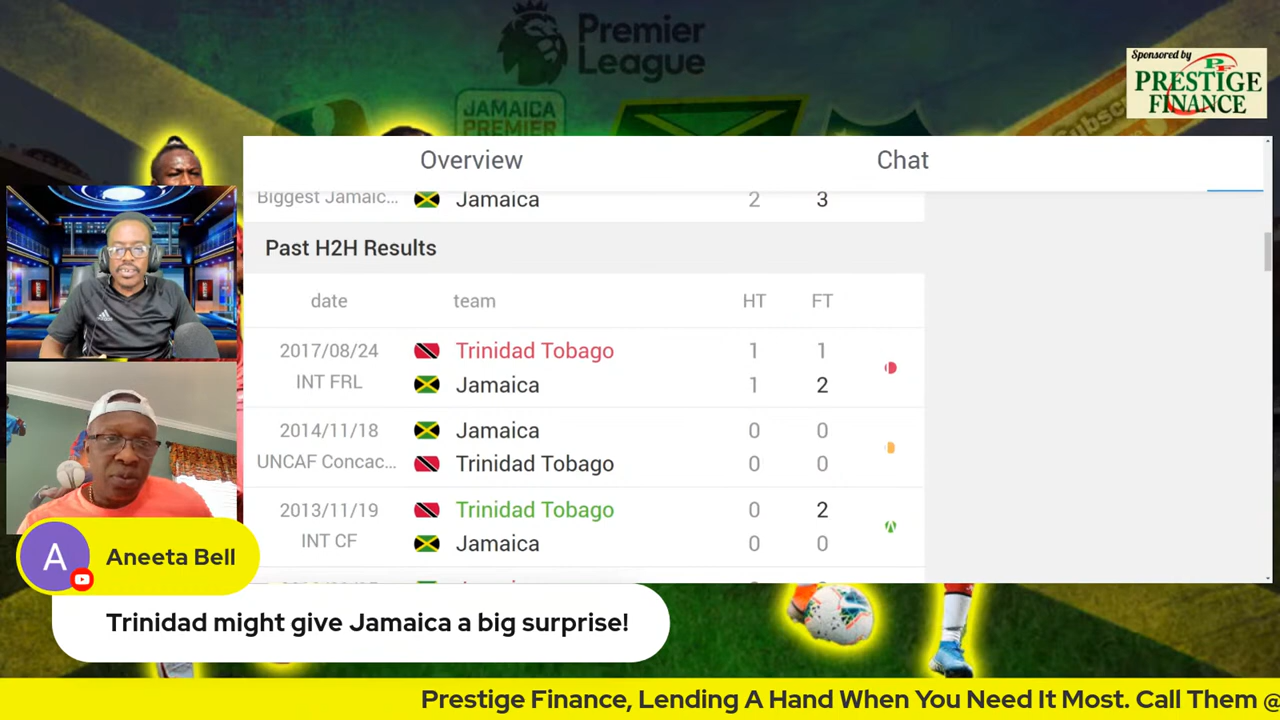 Premier
League
Sponsored by
PF
PRESTIGE
FINANCE
JAMAICA
PREMIER
Subscri
Overview Chat
Biggest Jamaic... Jamaica 2 3
Past H2H Results
date team HT FT
2017/08/24 Trinidad Tobago 1 1
INT FRL Jamaica 1 2
2014/11/18 Jamaica 0 0
UNCAF Concac... Trinidad Tobago 0 0
2013/11/19 Trinidad Tobago 0 2
INT CF Jamaica 0 0
A Aneeta Bell
Trinidad might give Jamaica a big surprise!
Prestige Finance, Lending A Hand When You Need It Most. Call Them @